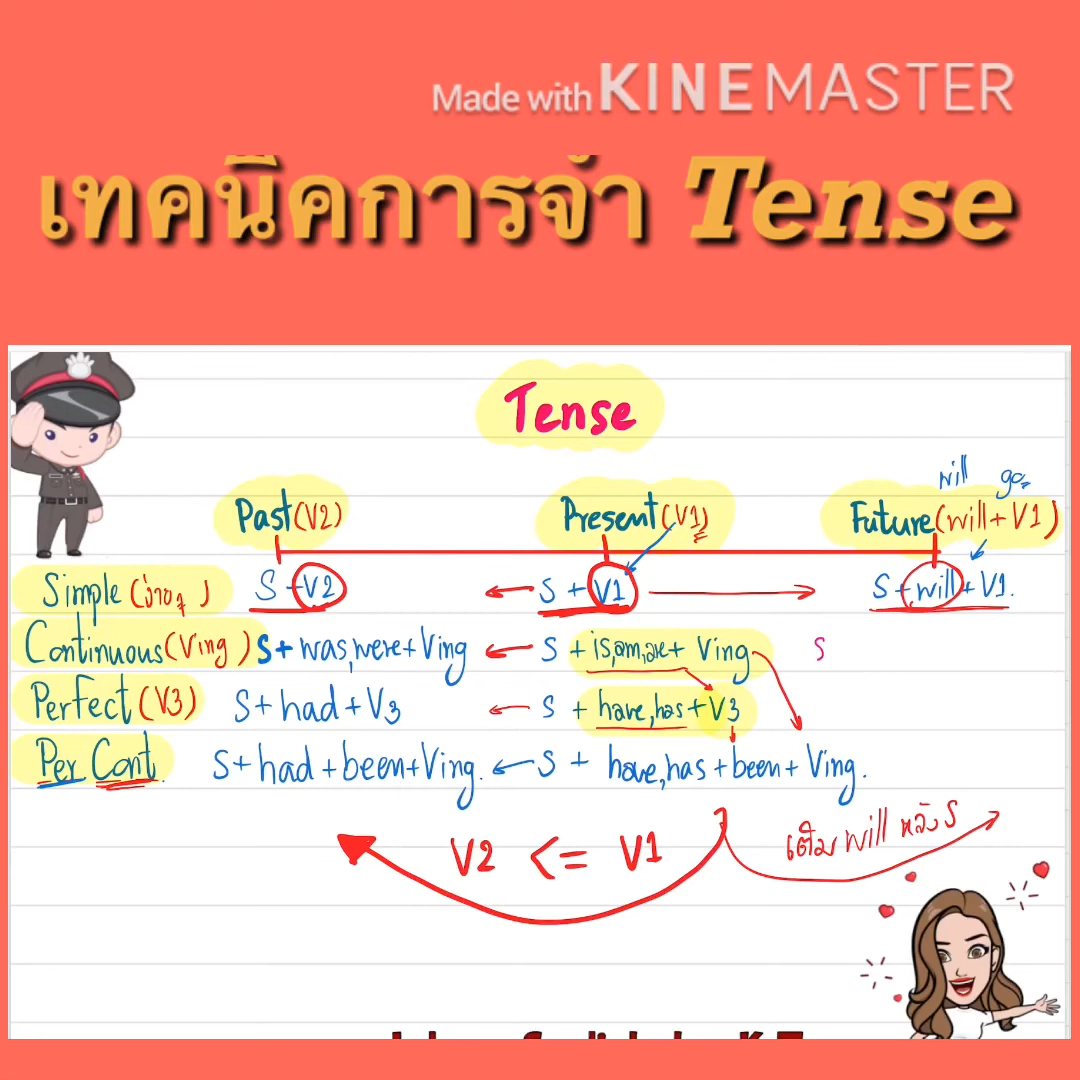 Made with KINEMASTER
เทคนิคการจำ Tense
Tense
will go
Past (V2) Present (V1) Future (will + V1)
Simple (ง่ายๆ) S + V2 S + V1 S + will + V1.
Continuous (Ving) S + was, were + Ving S + is, am, are + Ving S
Perfect (V3) S + had + V3 S + have, has + V3
Per Cont. S + had + been + Ving. S + have, has + been + Ving.
V2 <= V1 เติม will หลัง S